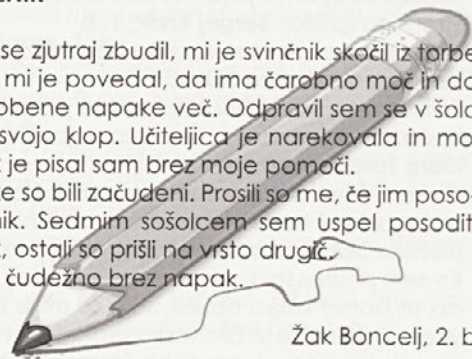 se zjutraj zbudil, mi je svinčnik skočil iz torbe
mi je povedal, da ima čarobno moč in da
obene napake več. Odpravil sem se v šolo
svojo klop. Učiteljica je narekovala in mo
je pisal sam brez moje pomoči.
e so bili začudeni. Prosili so me, če jim poso-
nik. Sedmim sošolcem sem uspel posodit
, ostali so prišli na vrsto drugič.
čudežno brez napak.
Žak Boncelj, 2. b